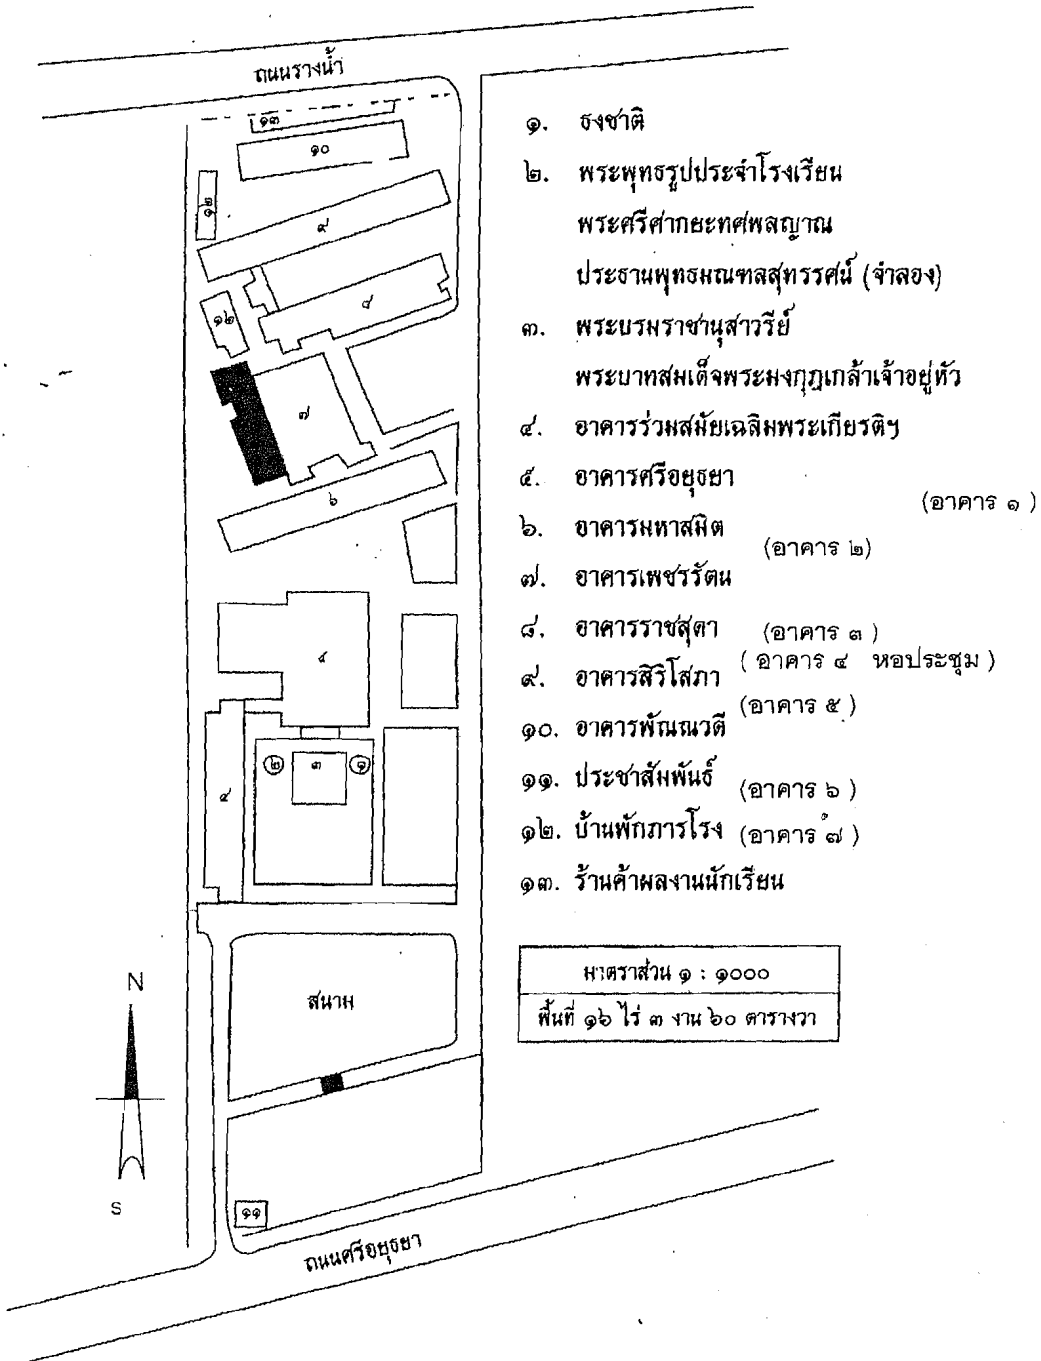 ถนนรางน้ำ
๑๓
๑๐
๑๒
๙
๘
๑๒
๗
๖
๔
๒ ๓ ๑
๕
สนาม
๑๑
ถนนศรีอยุธยา
N
S
๑. ธงชาติ
๒. พระพุทธรูปประจำโรงเรียน
พระศรีศากยะทศพลญาณ
ประธานพุทธมณฑลสุทรรศน์ (จำลอง)
๓. พระบรมราชานุสาวรีย์
พระบาทสมเด็จพระมงกุฎเกล้าเจ้าอยู่หัว
๔. อาคารร่วมสมัยเฉลิมพระเกียรติฯ
๕. อาคารศรีอยุธยา (อาคาร ๑)
๖. อาคารมหาสมิต (อาคาร ๒)
๗. อาคารเพชรรัตน
๘. อาคารราชสุดา (อาคาร ๓)
๙. อาคารสิริโสภา (อาคาร ๔ หอประชุม)
๑๐. อาคารพัณณวดี (อาคาร ๕)
๑๑. ประชาสัมพันธ์ (อาคาร ๖)
๑๒. บ้านพักภารโรง (อาคาร ๗)
๑๓. ร้านค้าผลงานนักเรียน
มาตราส่วน ๑ : ๑๐๐๐
พื้นที่ ๑๖ ไร่ ๓ งาน ๖๐ ตารางวา